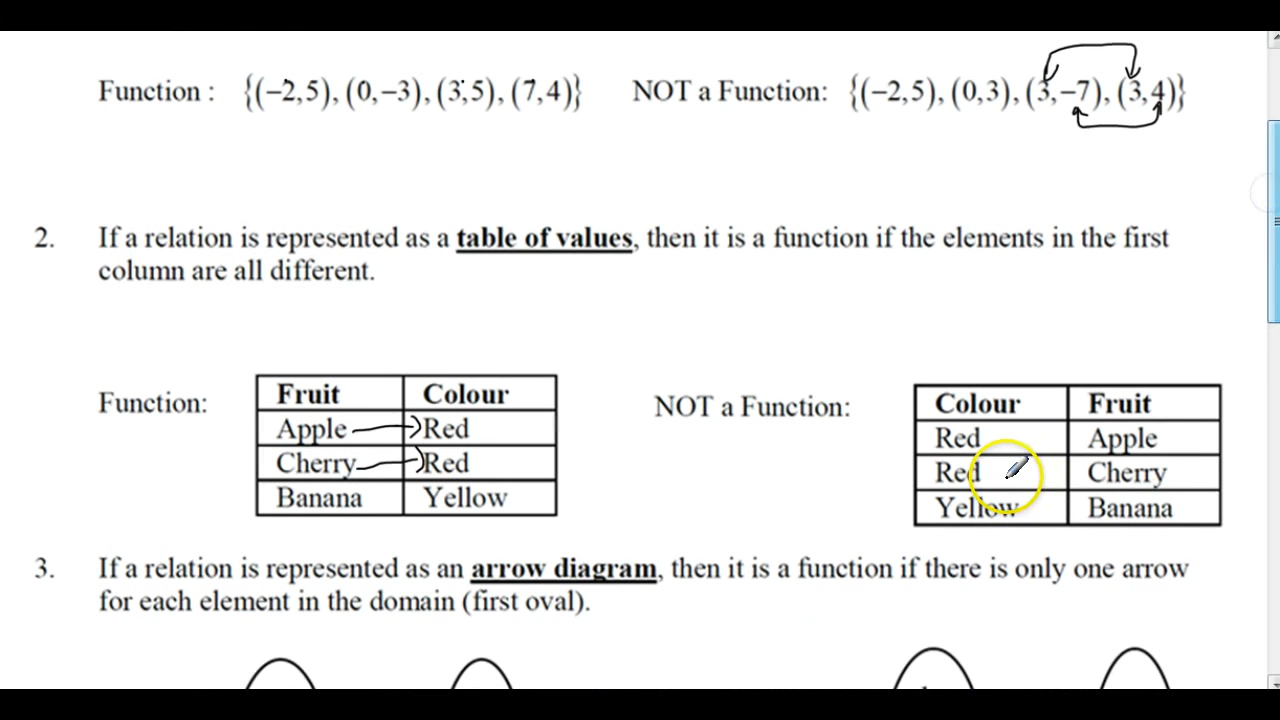 Function : {(−2,5), (0,−3), (3,5), (7,4)} NOT a Function: {(−2,5), (0,3), (3,−7), (3,4)}
2. If a relation is represented as a table of values, then it is a function if the elements in the first
column are all different.
Function:
Fruit Colour
Apple Red
Cherry Red
Banana Yellow
NOT a Function:
Colour Fruit
Red Apple
Red Cherry
Yellow Banana
3. If a relation is represented as an arrow diagram, then it is a function if there is only one arrow
for each element in the domain (first oval).